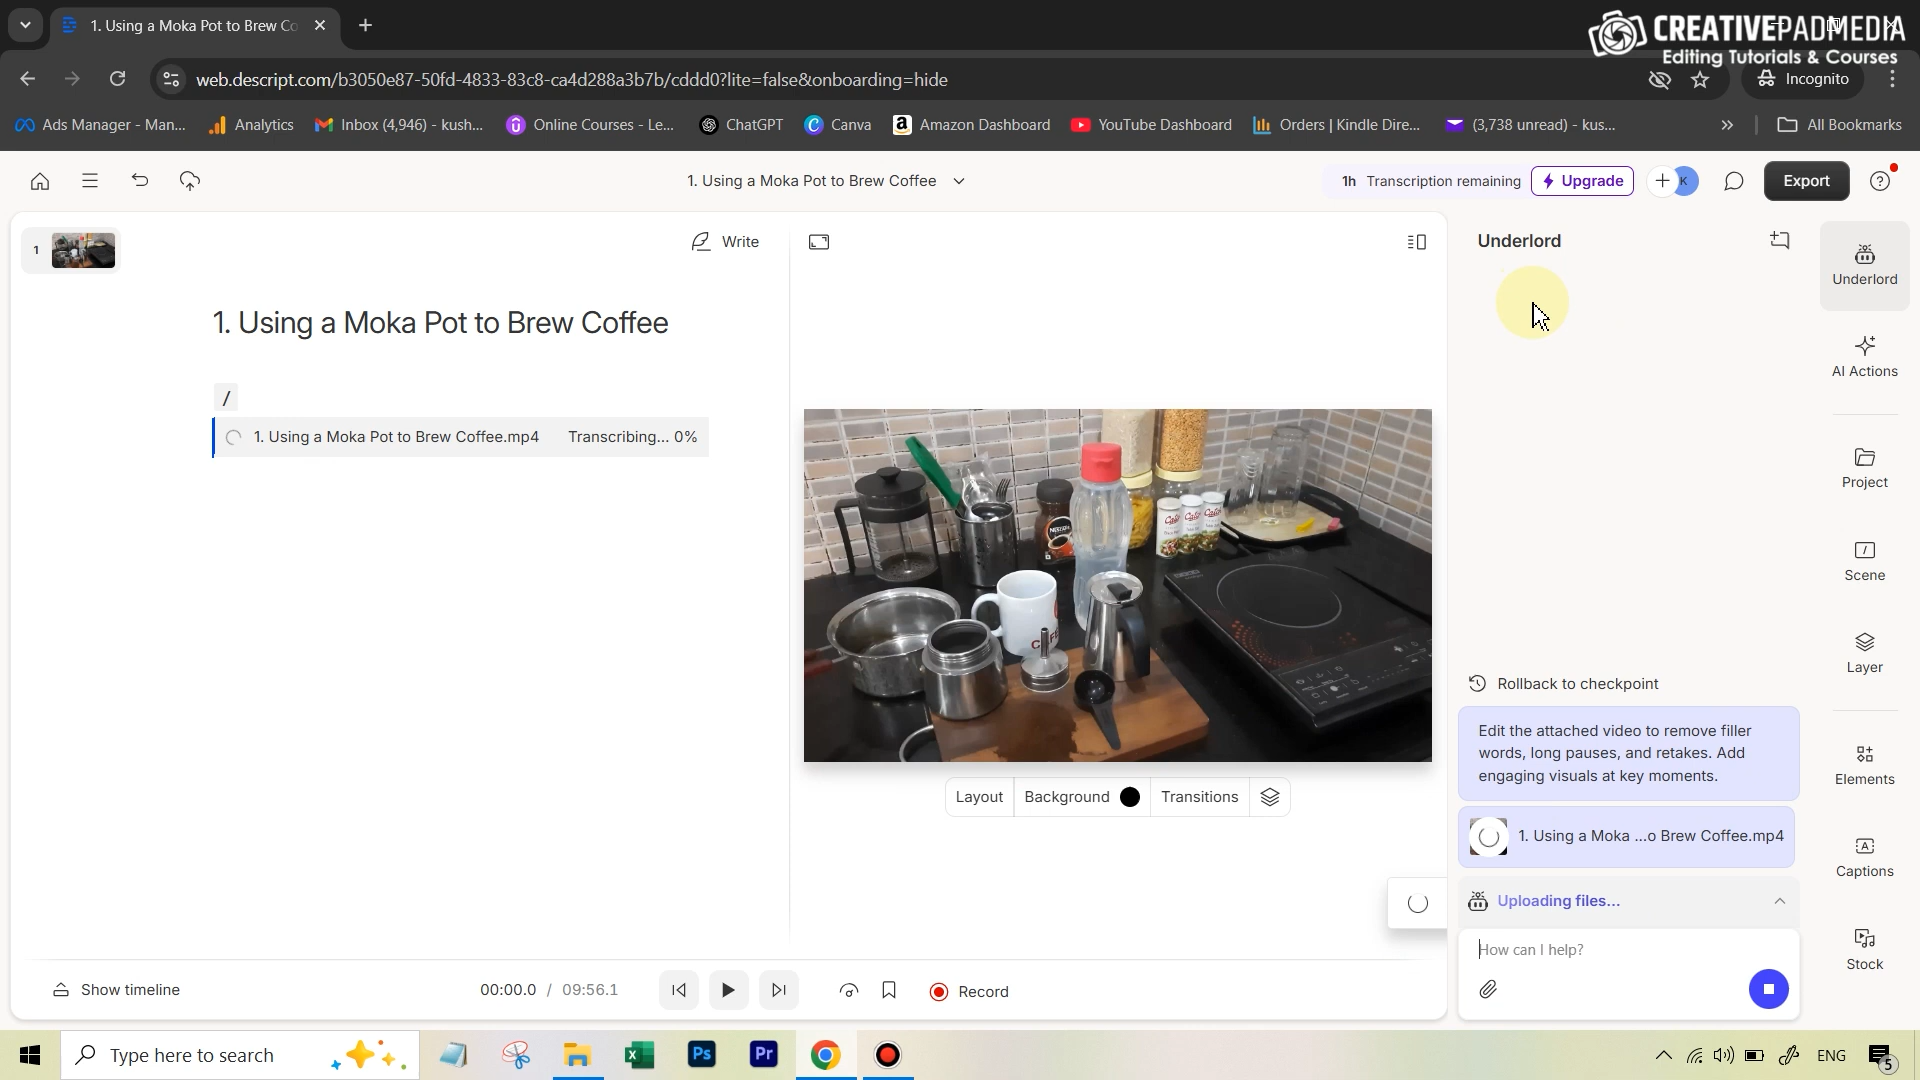 1. Using a Moka Pot to Brew Co
CREATIVEPADMEDIA
Editing Tutorials & Courses
web.descript.com/b3050e87-50fd-4833-83c8-ca4d288a3b7b/cddd0?lite=false&onboarding=hide
Incognito
Ads Manager - Man...
Analytics
Inbox (4,946) - kush...
Online Courses - Le...
ChatGPT
Canva
Amazon Dashboard
YouTube Dashboard
Orders | Kindle Dire...
(3,738 unread) - kus...
All Bookmarks
1. Using a Moka Pot to Brew Coffee
1h Transcription remaining
Upgrade
K
Export
1
Write
Underlord
Underlord
1. Using a Moka Pot to Brew Coffee
AI Actions
/
1. Using a Moka Pot to Brew Coffee.mp4 Transcribing... 0%
Project
NESCAFE
Scene
Layer
Rollback to checkpoint
Edit the attached video to remove filler
words, long pauses, and retakes. Add
engaging visuals at key moments.
Elements
Layout
Background
Transitions
1. Using a Moka ...o Brew Coffee.mp4
Captions
Uploading files...
How can I help?
Stock
Show timeline
00:00.0 / 09:56.1
Record
Type here to search
Ps
Pr
ENG
5